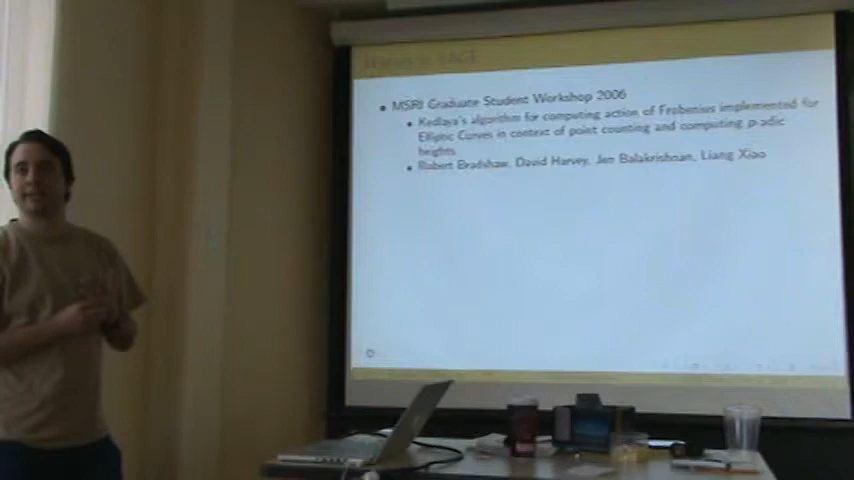 History in SAGE
MSRI Graduate Student Workshop 2006
Kedlaya's algorithm for computing action of Frobenius implemented for
Elliptic Curves in context of point counting and computing p-adic
heights.
Robert Bradshaw, David Harvey, Jen Balakrishnan, Liang Xiao